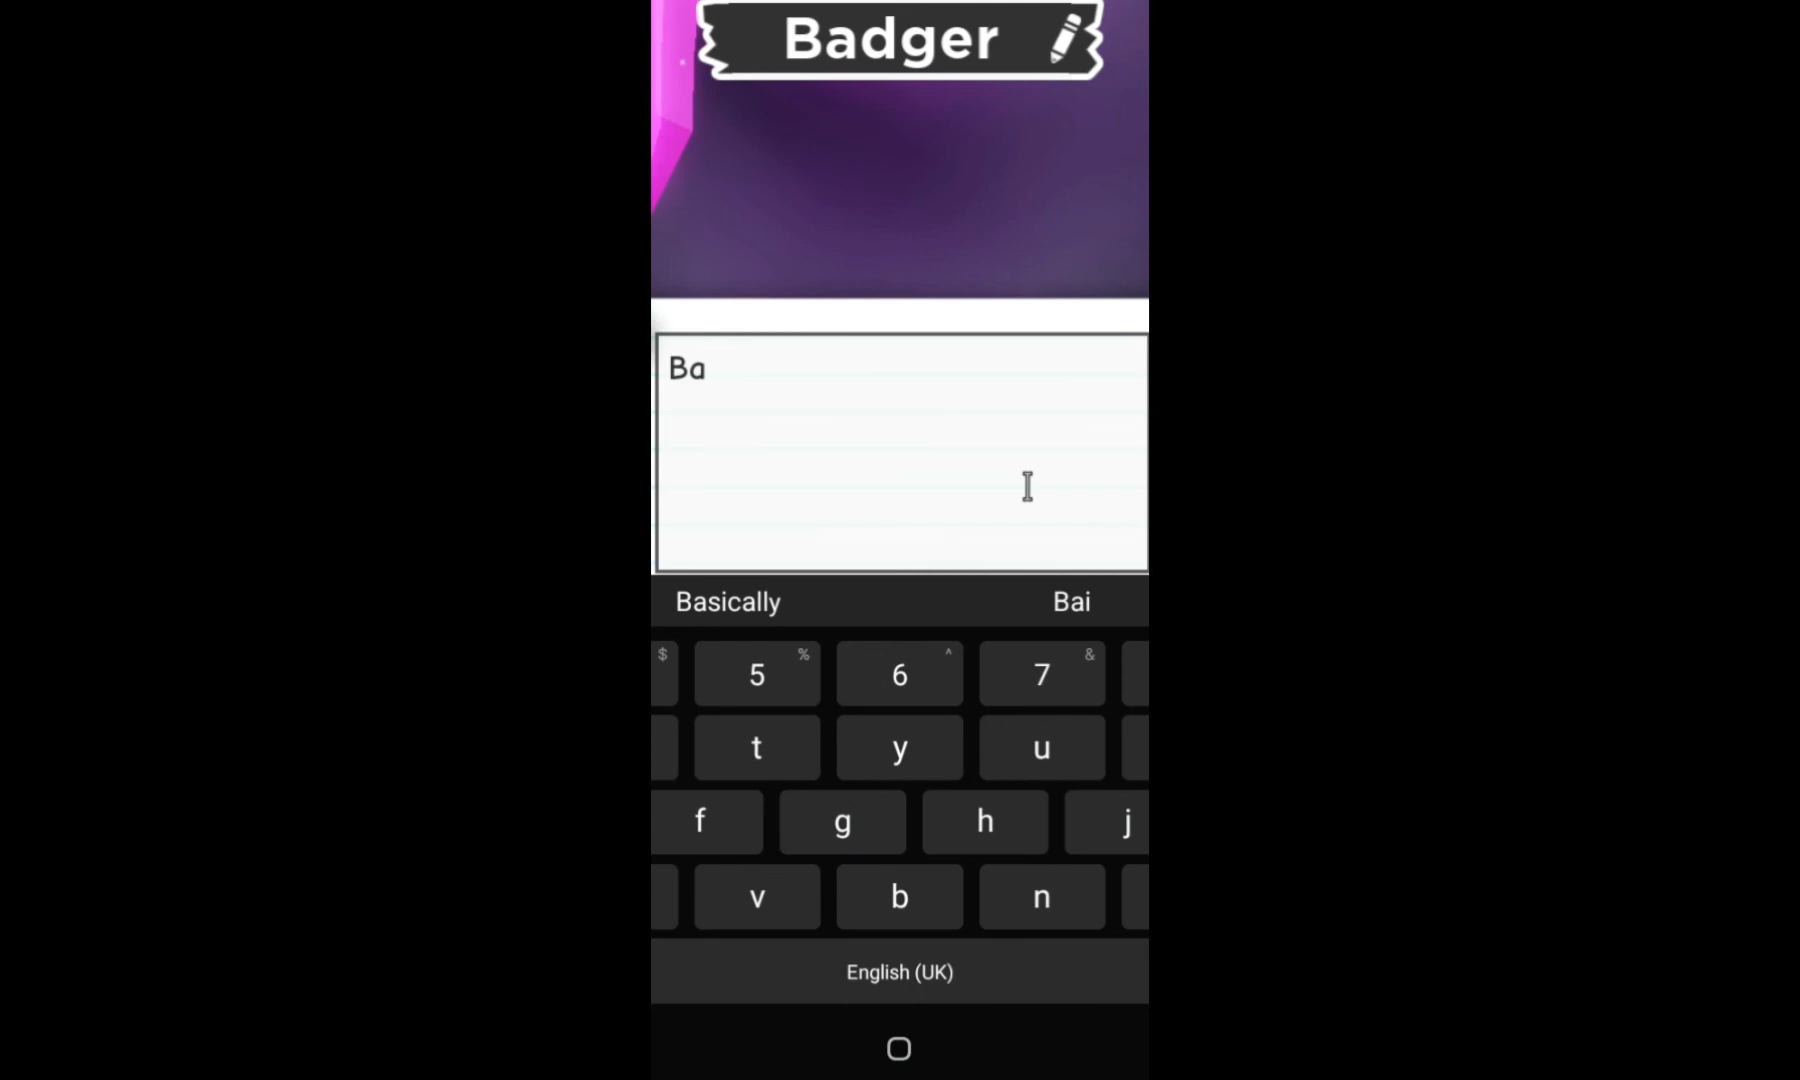 Badger
Ba
Basically Bai
$ 5 % 6 ^ 7 &
t y u
f g h j
v b n
English (UK)